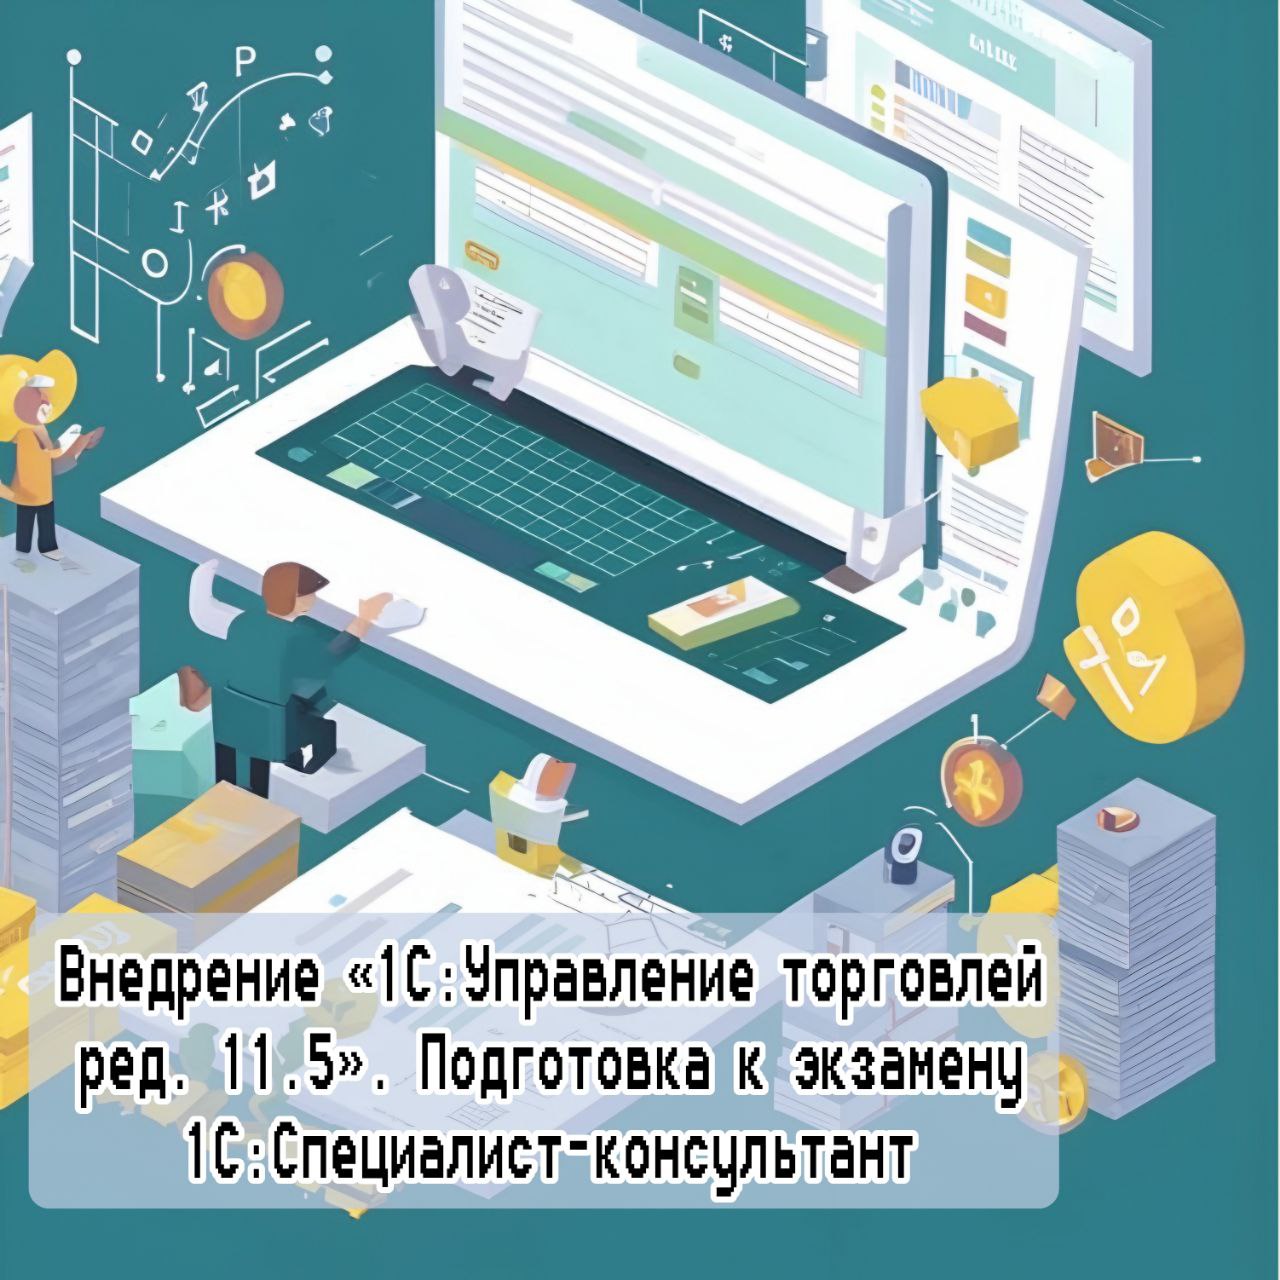 P
Внедрение «1С:Управление торговлей
ред. 11.5». Подготовка к экзамену
1С:Специалист-консультант